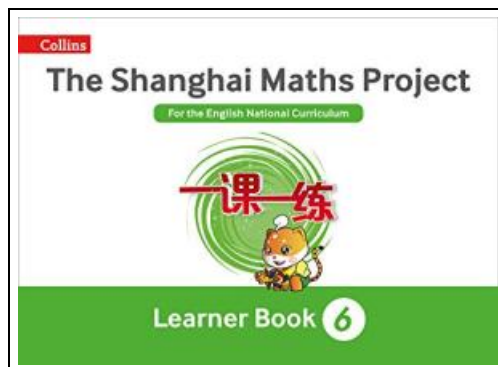 Collins
The Shanghai Maths Project
For the English National Curriculum
一课一练
Learner Book 6